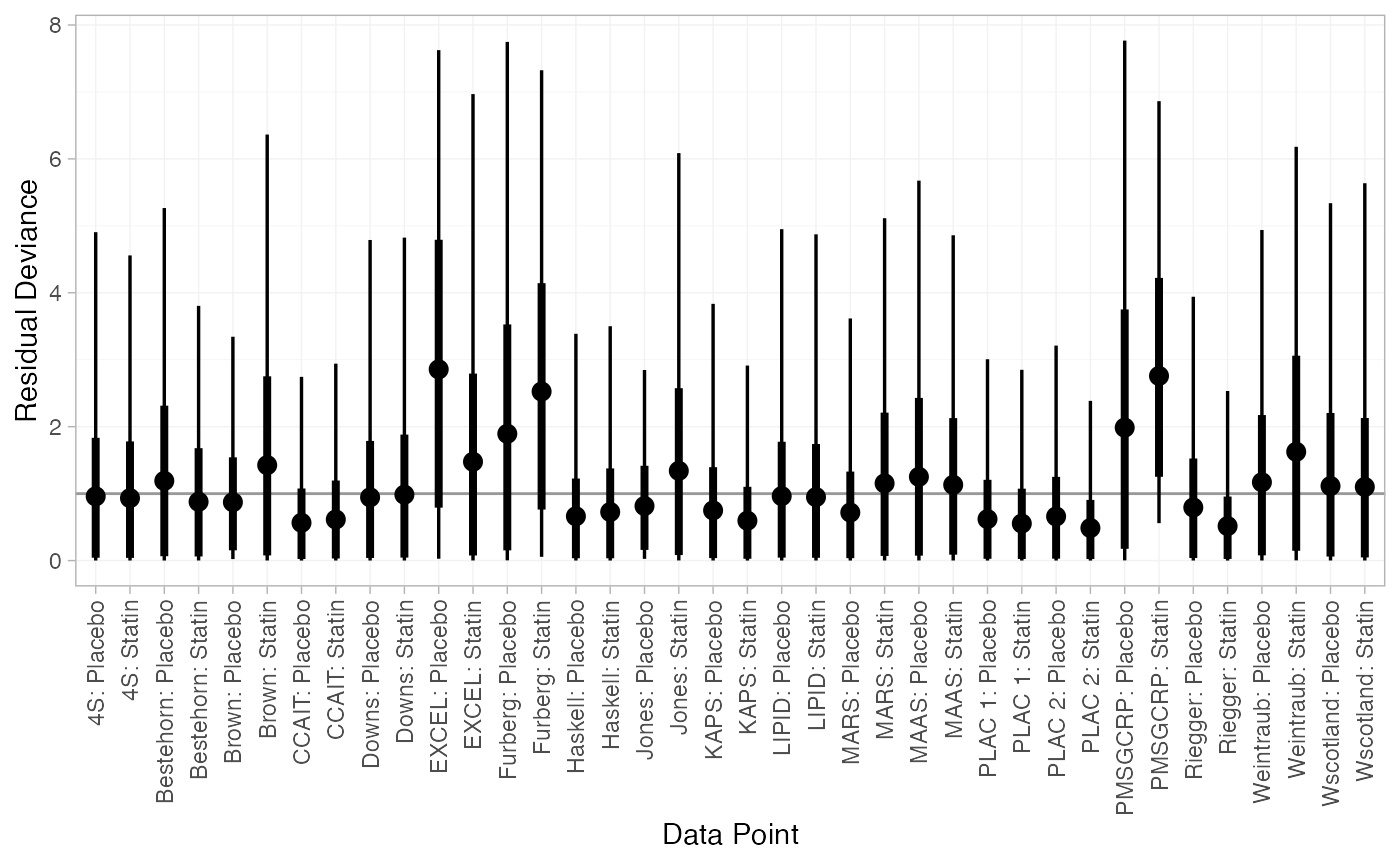 Residual Deviance
8
6
4
2
0
4S: Placebo
4S: Statin
Bestehorn: Placebo
Bestehorn: Statin
Brown: Placebo
Brown: Statin
CCAIT: Placebo
CCAIT: Statin
Downs: Placebo
Downs: Statin
EXCEL: Placebo
EXCEL: Statin
Furberg: Placebo
Furberg: Statin
Haskell: Placebo
Haskell: Statin
Jones: Placebo
Jones: Statin
KAPS: Placebo
KAPS: Statin
LIPID: Placebo
LIPID: Statin
MARS: Placebo
MARS: Statin
MAAS: Placebo
MAAS: Statin
PLAC 1: Placebo
PLAC 1: Statin
PLAC 2: Placebo
PLAC 2: Statin
PMSGCRP: Placebo
PMSGCRP: Statin
Riegger: Placebo
Riegger: Statin
Weintraub: Placebo
Weintraub: Statin
Wscotland: Placebo
Wscotland: Statin
Data Point